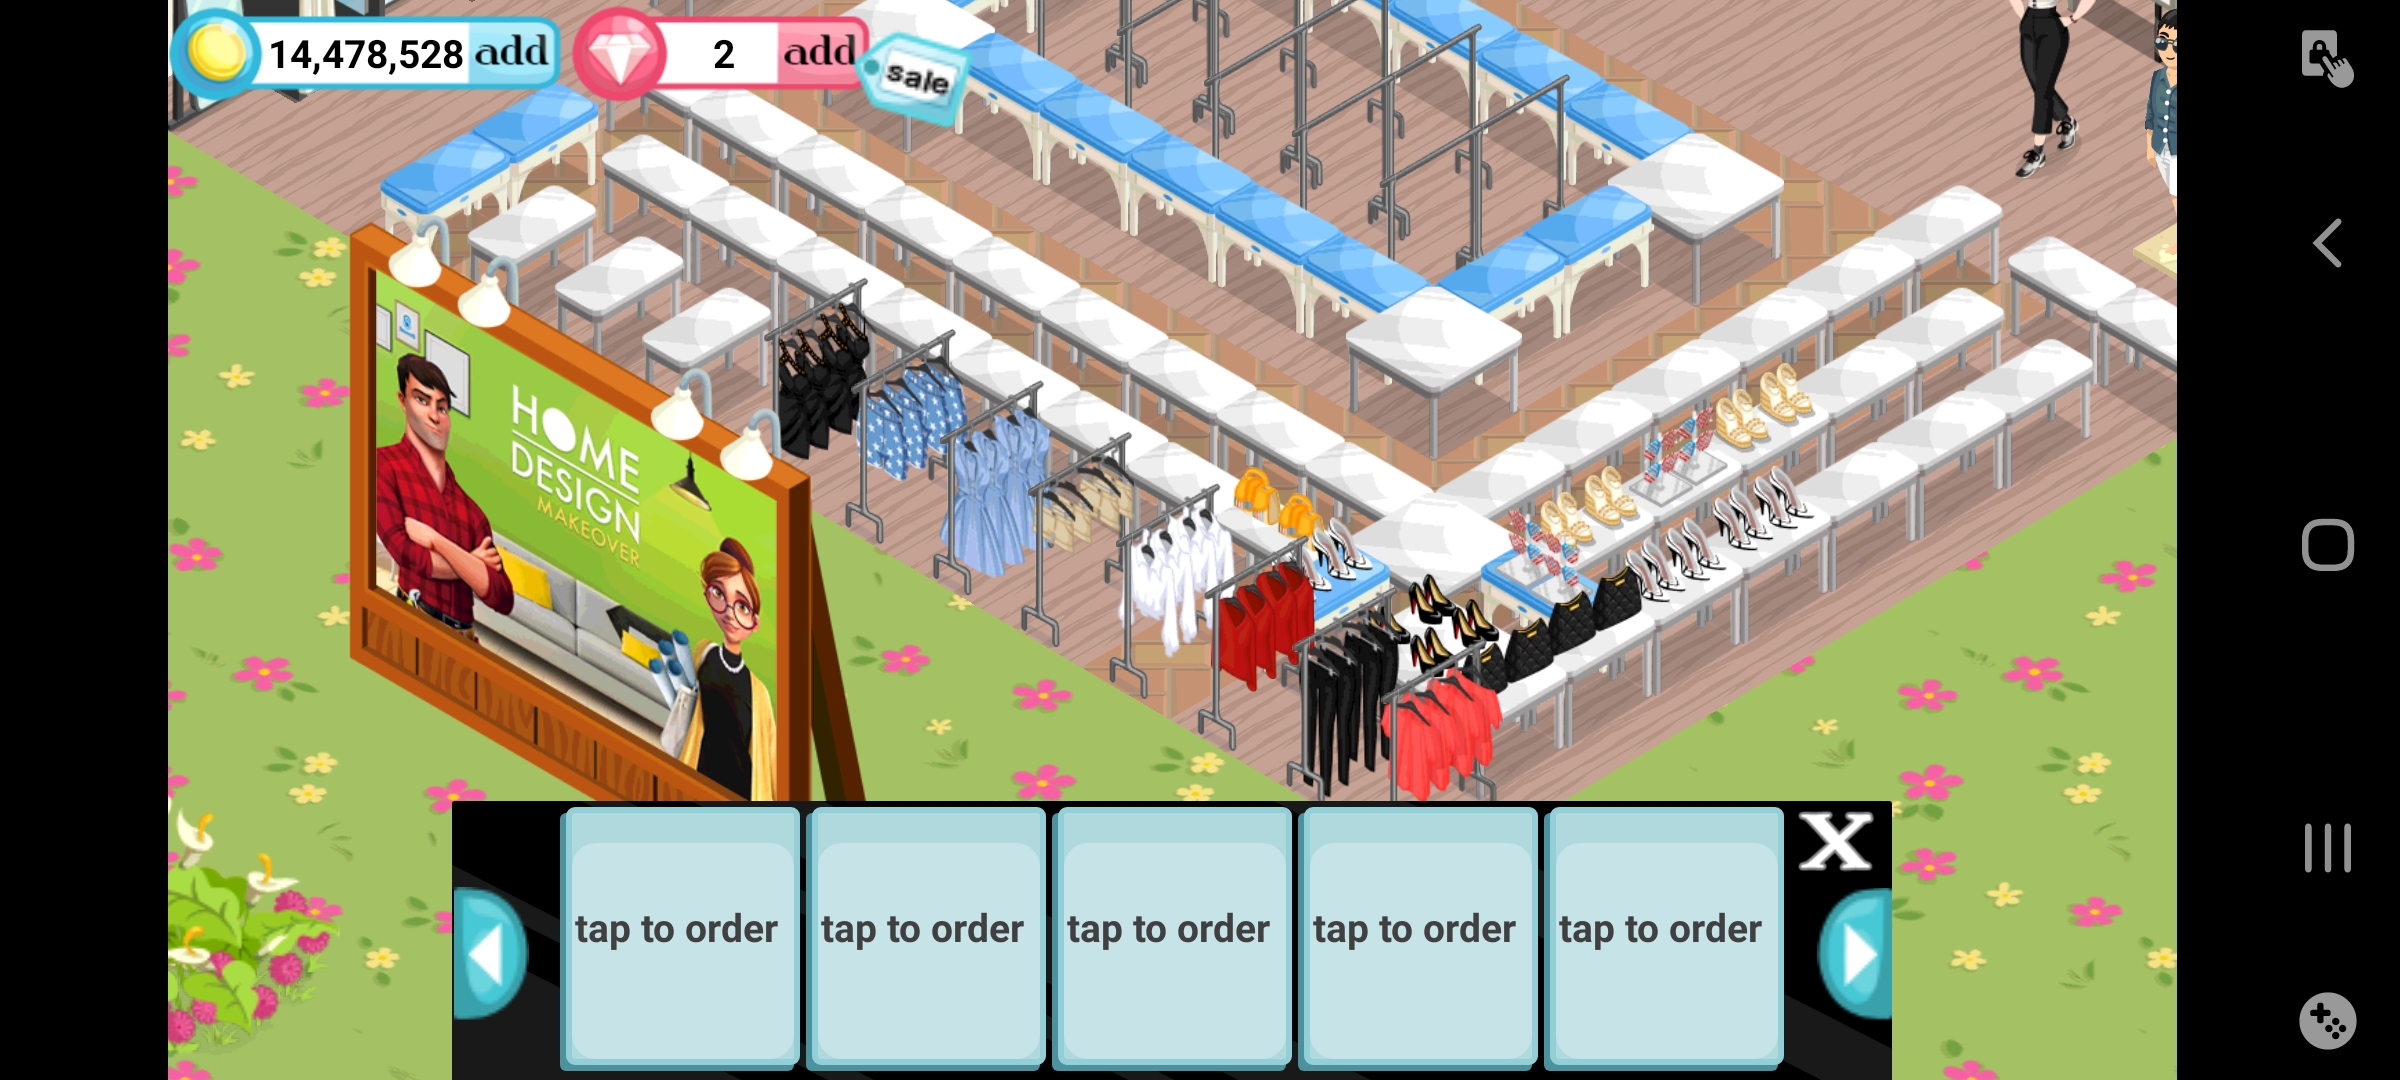 14,478,528 add
2 add
sale
HOME
DESIGN
MAKEOVER
X
tap to order
tap to order
tap to order
tap to order
tap to order